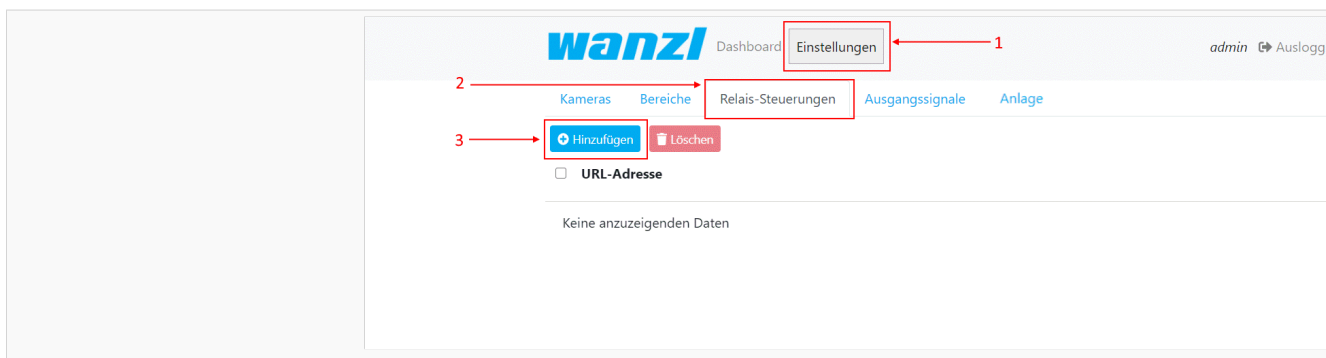 wanzl Dashboard Einstellungen 1 admin Auslogg
2
Kameras Bereiche Relais-Steuerungen Ausgangssignale Anlage
3 Hinzufügen Löschen
URL-Adresse
Keine anzuzeigenden Daten